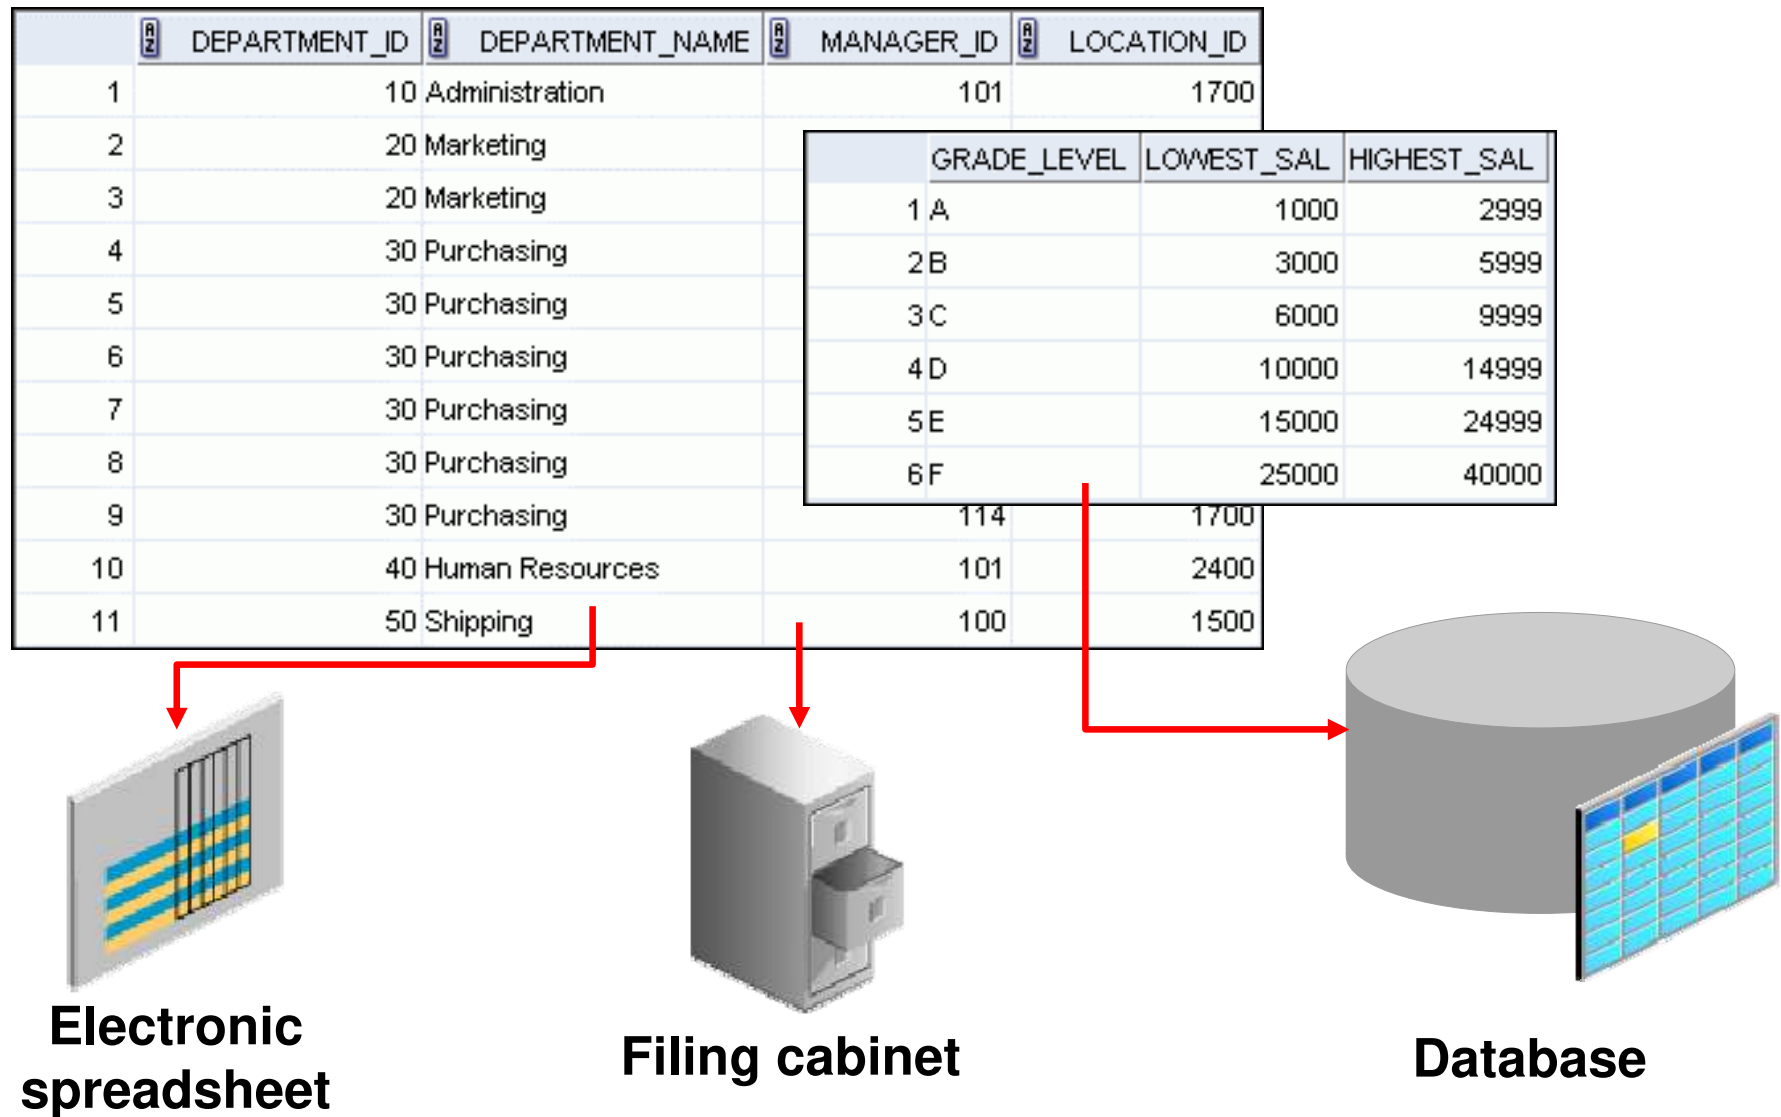 DEPARTMENT_ID DEPARTMENT_NAME MANAGER_ID LOCATION_ID
1 10 Administration 101 1700
2 20 Marketing
3 20 Marketing
4 30 Purchasing
5 30 Purchasing
6 30 Purchasing
7 30 Purchasing
8 30 Purchasing
9 30 Purchasing 114 1700
10 40 Human Resources 101 2400
11 50 Shipping 100 1500
GRADE_LEVEL LOWEST_SAL HIGHEST_SAL
1 A 1000 2999
2 B 3000 5999
3 C 6000 9999
4 D 10000 14999
5 E 15000 24999
6 F 25000 40000
Electronic
spreadsheet
Filing cabinet
Database